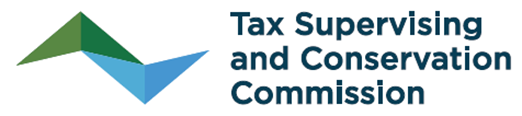 Tax Supervising
and Conservation
Commission